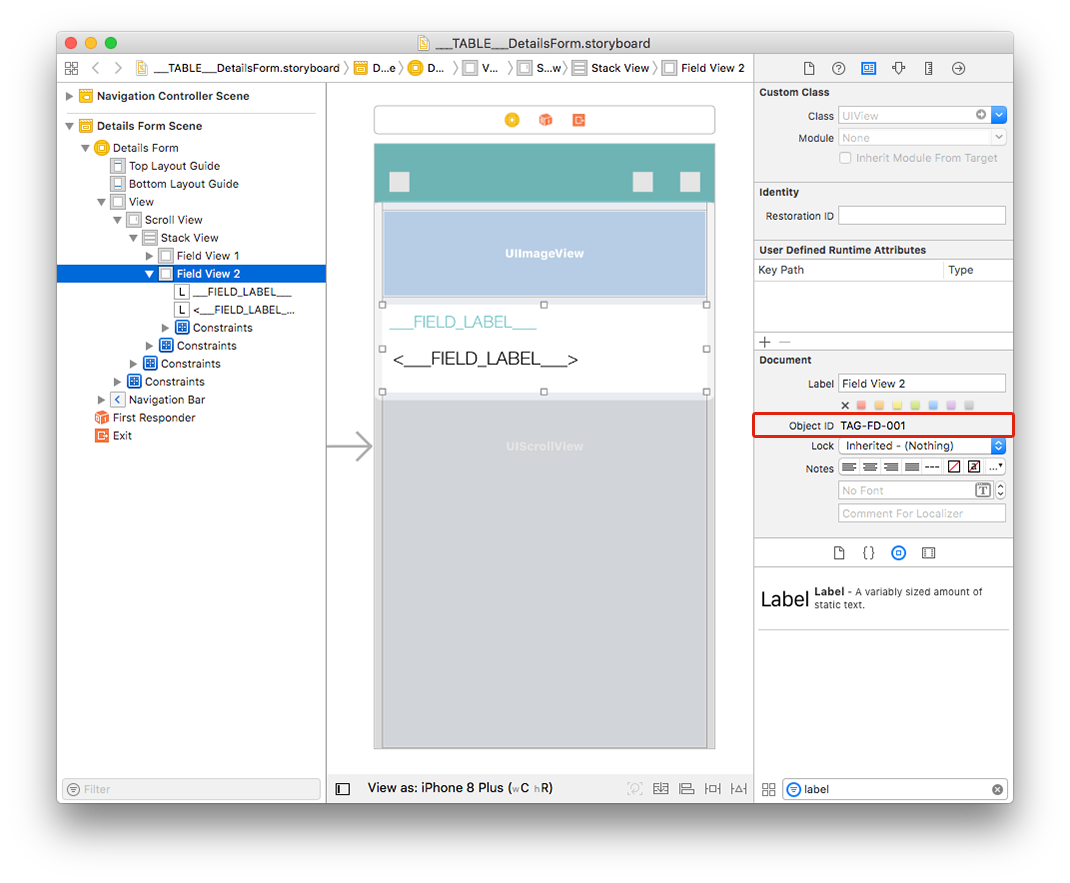 ___TABLE___DetailsForm.storyboard
___TABLE___DetailsForm.storyboard D...e D... V... S...w Stack View Field View 2
Navigation Controller Scene
Details Form Scene
Details Form
Top Layout Guide
Bottom Layout Guide
View
Scroll View
Stack View
Field View 1
Field View 2
L ___FIELD_LABEL___
L <___FIELD_LABEL_...
Constraints
Constraints
Constraints
Constraints
Navigation Bar
First Responder
Exit
Filter
UIImageView
___FIELD_LABEL___
<___FIELD_LABEL___>
UIScrollView
View as: iPhone 8 Plus (wC hR)
Custom Class
Class UIView
Module None
Inherit Module From Target
Identity
Restoration ID
User Defined Runtime Attributes
Key Path Type
Document
Label Field View 2
Object ID TAG-FD-001
Lock Inherited - (Nothing)
Notes
No Font
Comment For Localizer
Label Label - A variably sized amount of
static text.
label